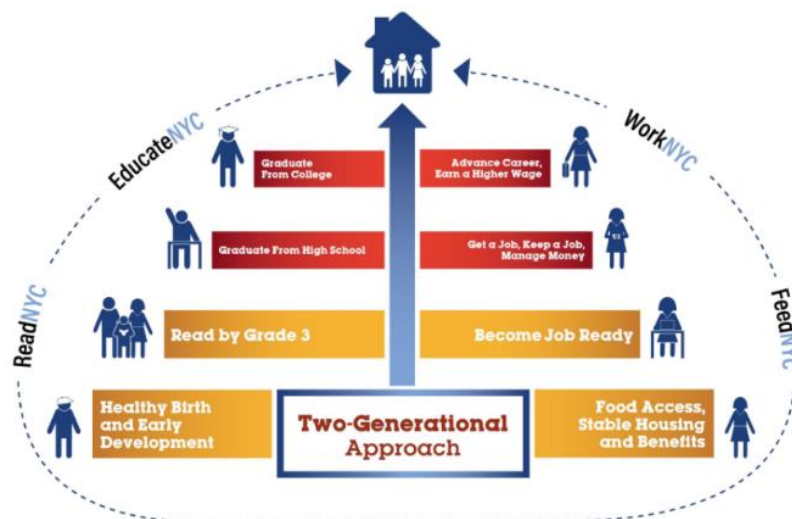 EducateNYC
WorkNYC
Graduate
From College
Advance Career,
Earn a Higher Wage
Graduate From High School
Get a Job, Keep a Job,
Manage Money
ReadNYC
FeedNYC
Read by Grade 3
Become Job Ready
Healthy Birth
and Early
Development
Two-Generational
Approach
Food Access,
Stable Housing
and Benefits